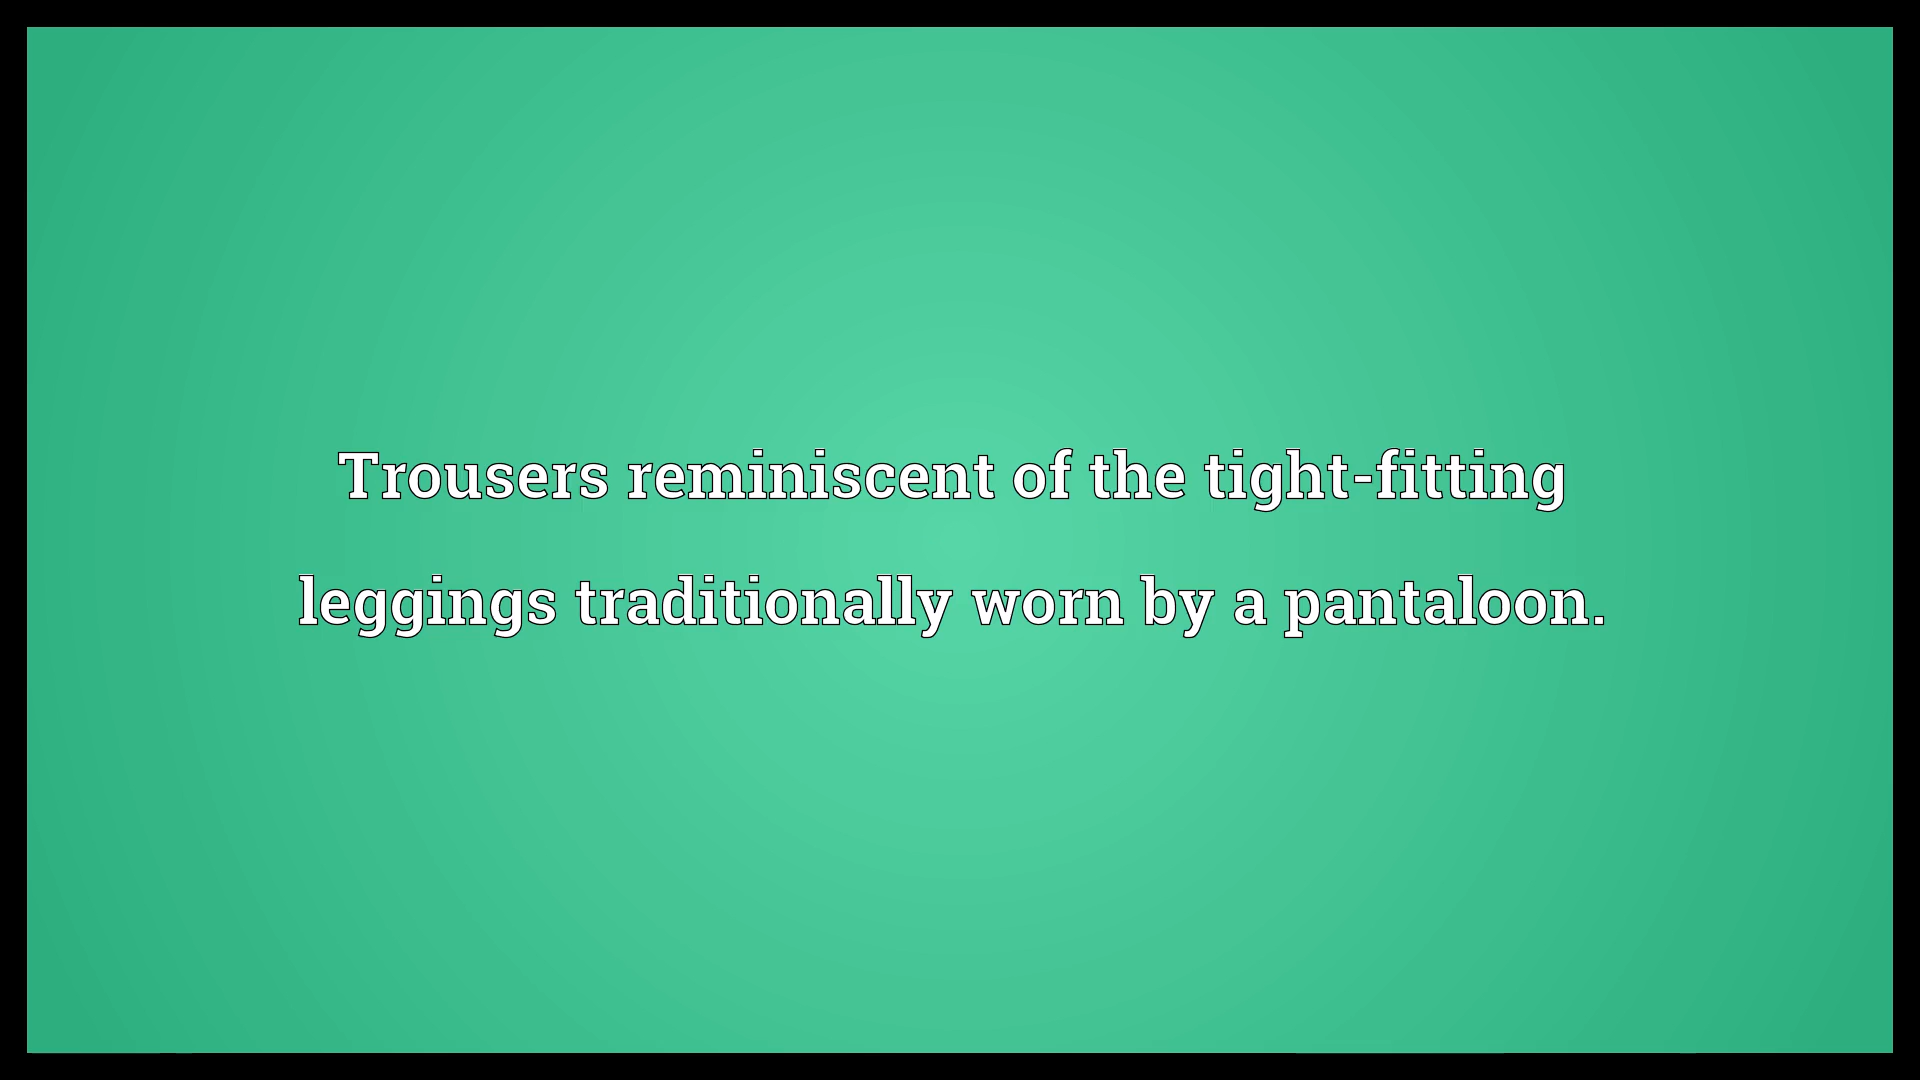 Trousers reminiscent of the tight-fitting
leggings traditionally worn by a pantaloon.